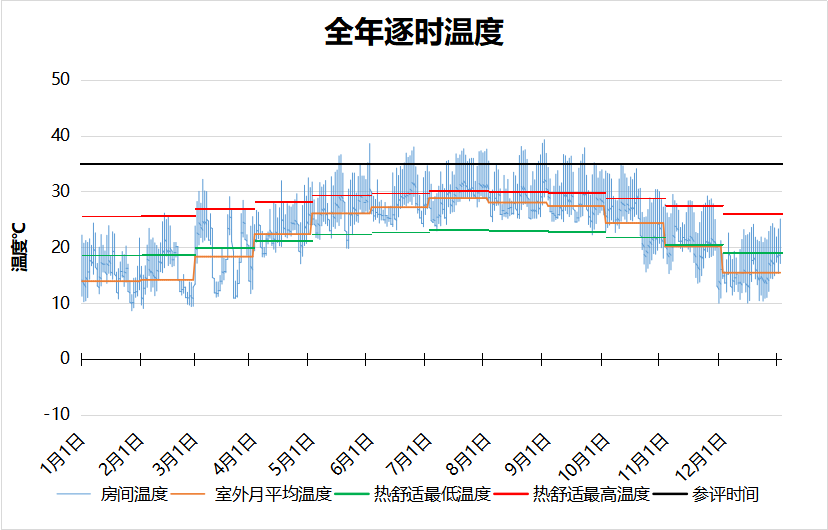 全年逐时温度
温度℃
50
40
30
20
10
0
-10
1月1日
2月1日
3月1日
4月1日
5月1日
6月1日
7月1日
8月1日
9月1日
10月1日
11月1日
12月1日
房间温度 室外月平均温度 热舒适最低温度 热舒适最高温度 参评时间